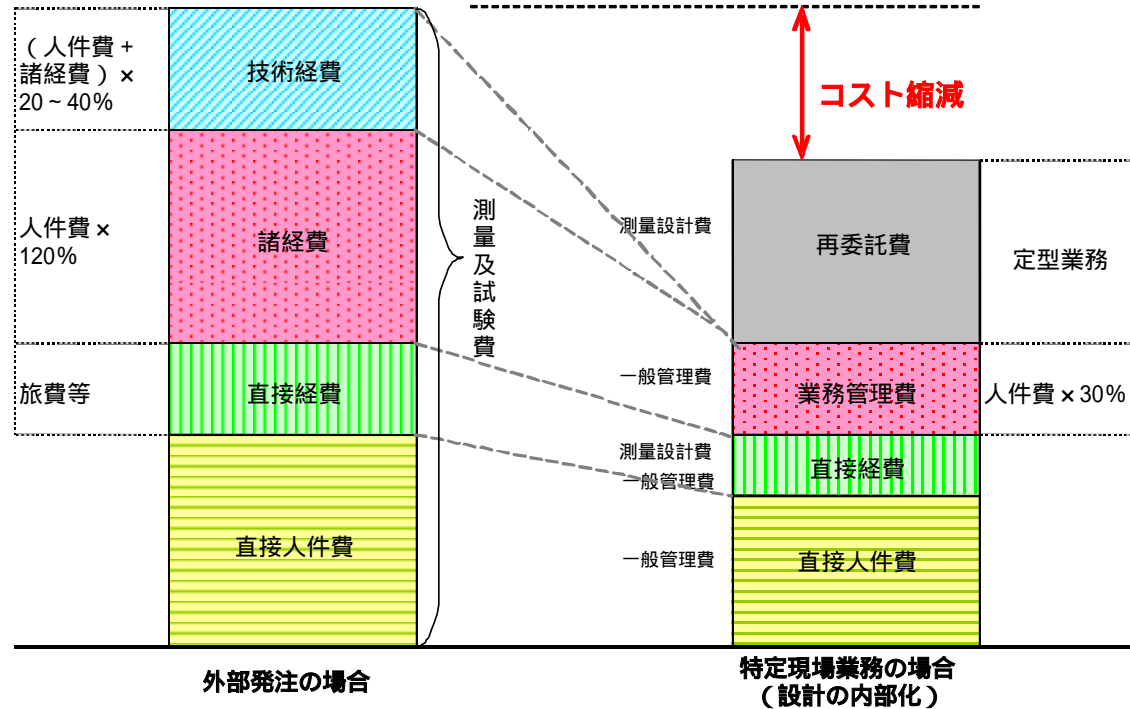 （人件費＋
諸経費）×
20～40%
技術経費
人件費×
120%
諸経費
旅費等
直接経費
直接人件費
測量及試験費
外部発注の場合
コスト縮減
測量設計費
再委託費
定型業務
一般管理費
業務管理費
人件費×30%
測量設計費
一般管理費
直接経費
一般管理費
直接人件費
特定現場業務の場合
（設計の内部化）